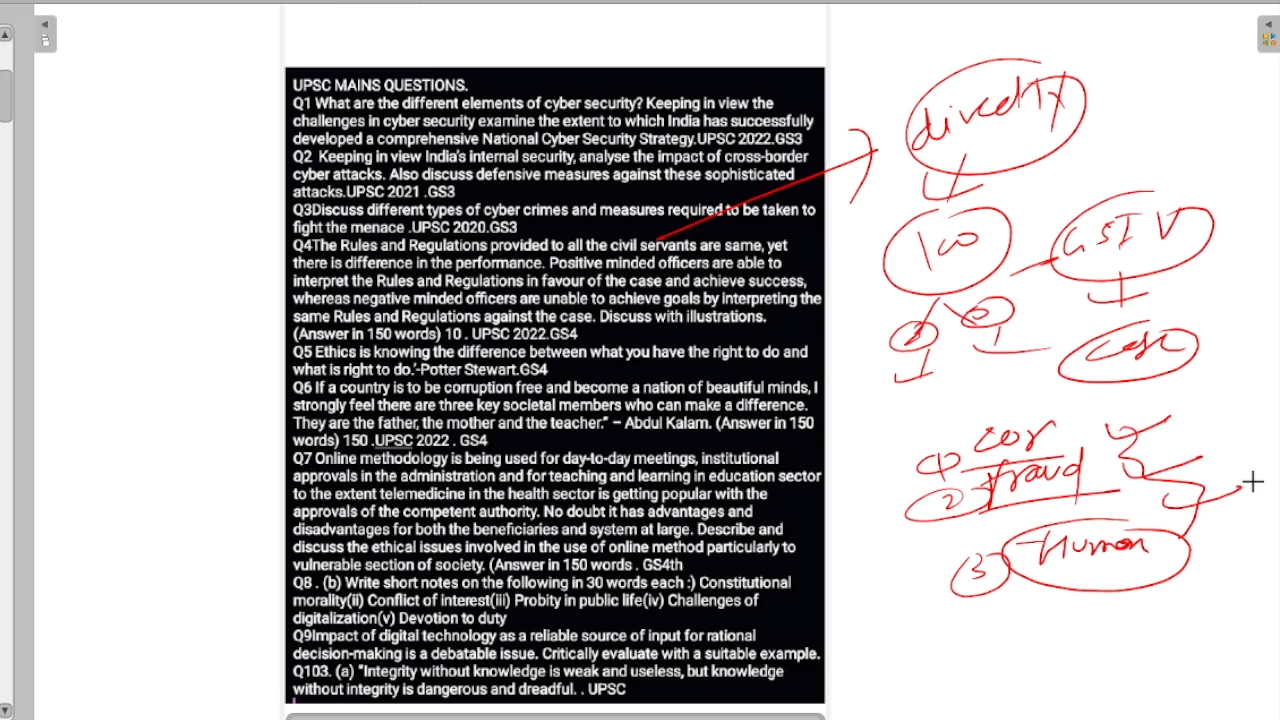 UPSC MAINS QUESTIONS.
Q1 What are the different elements of cyber security? Keeping in view the
challenges in cyber security examine the extent to which India has successfully
developed a comprehensive National Cyber Security Strategy.UPSC 2022.GS3
Q2  Keeping in view India's internal security, analyse the impact of cross-border
cyber attacks. Also discuss defensive measures against these sophisticated
attacks.UPSC 2021 .GS3
Q3Discuss different types of cyber crimes and measures required to be taken to
fight the menace .UPSC 2020.GS3
Q4The Rules and Regulations provided to all the civil servants are same, yet
there is difference in the performance. Positive minded officers are able to
interpret the Rules and Regulations in favour of the case and achieve success,
whereas negative minded officers are unable to achieve goals by interpreting the
same Rules and Regulations against the case. Discuss with illustrations.
(Answer in 150 words) 10 . UPSC 2022.GS4
Q5 Ethics is knowing the difference between what you have the right to do and
what is right to do.'-Potter Stewart.GS4
Q6 If a country is to be corruption free and become a nation of beautiful minds, I
strongly feel there are three key societal members who can make a difference.
They are the father, the mother and the teacher." – Abdul Kalam. (Answer in 150
words) 150 .UPSC 2022 . GS4
Q7 Online methodology is being used for day-to-day meetings, institutional
approvals in the administration and for teaching and learning in education sector
to the extent telemedicine in the health sector is getting popular with the
approvals of the competent authority. No doubt it has advantages and
disadvantages for both the beneficiaries and system at large. Describe and
discuss the ethical issues involved in the use of online method particularly to
vulnerable section of society. (Answer in 150 words . GS4th
Q8 . (b) Write short notes on the following in 30 words each :) Constitutional
morality(ii) Conflict of interest(iii) Probity in public life(iv) Challenges of
digitalization(v) Devotion to duty
Q9Impact of digital technology as a reliable source of input for rational
decision-making is a debatable issue. Critically evaluate with a suitable example.
Q103. (a) "Integrity without knowledge is weak and useless, but knowledge
without integrity is dangerous and dreadful. . UPSC
directly
100
GS IV
case
① cor
② fraud
③ Human